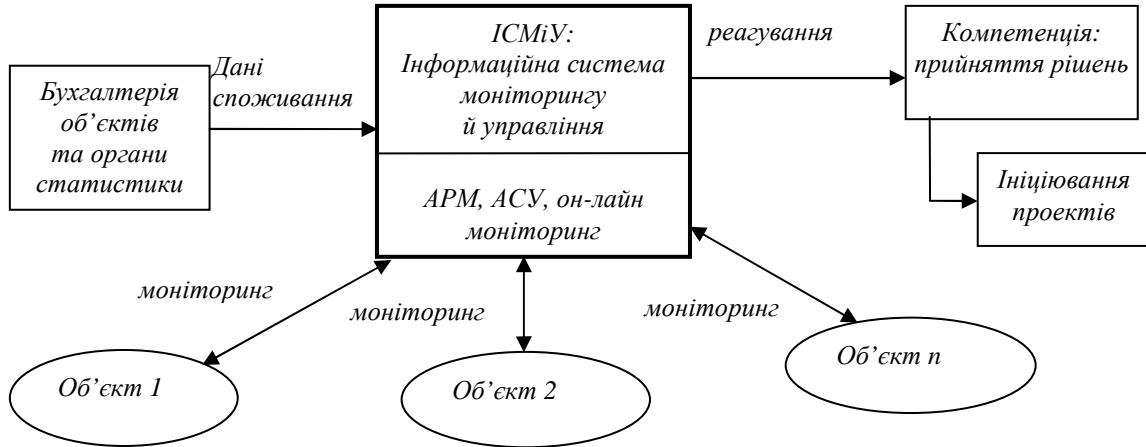 ІСМіУ:
Інформаційна система
моніторингу
й управління
АРМ, АСУ, он-лайн
моніторинг
Бухгалтерія
об’єктів
та органи
статистики
Дані
споживання
реагування
Компетенція:
прийняття рішень
Ініціювання
проектів
моніторинг
моніторинг
моніторинг
Об’єкт 1
Об’єкт 2
Об’єкт n